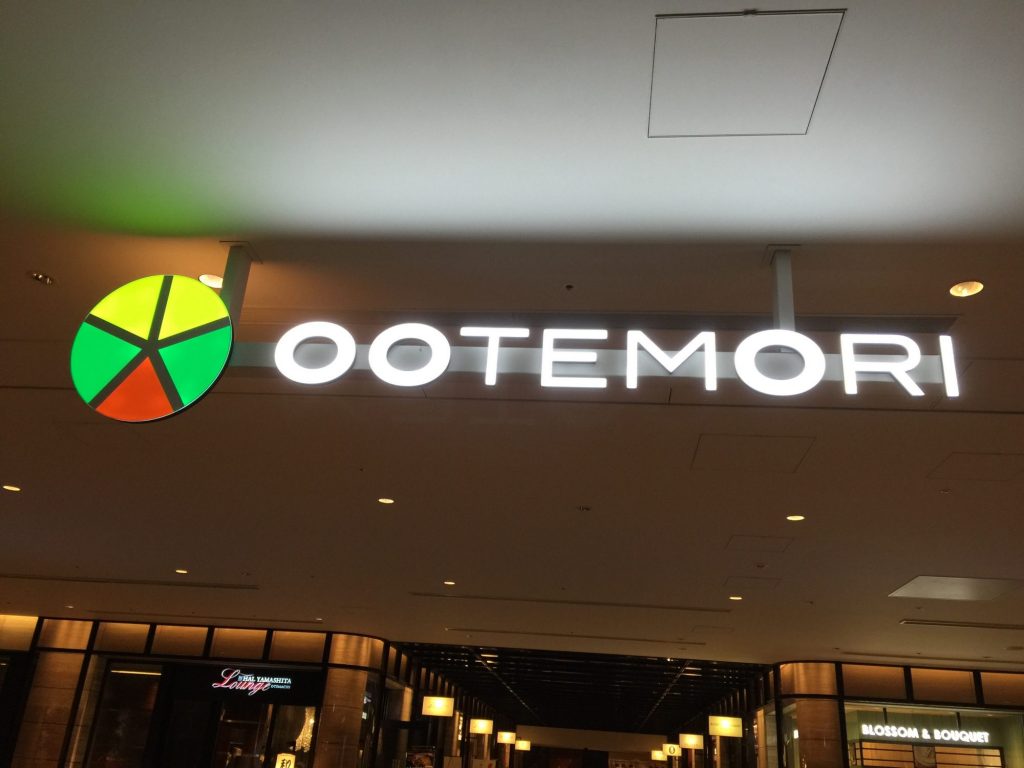 OOTEMORI
HAL YAMASHITA
Lounge
BLOSSOM & BOUQUET